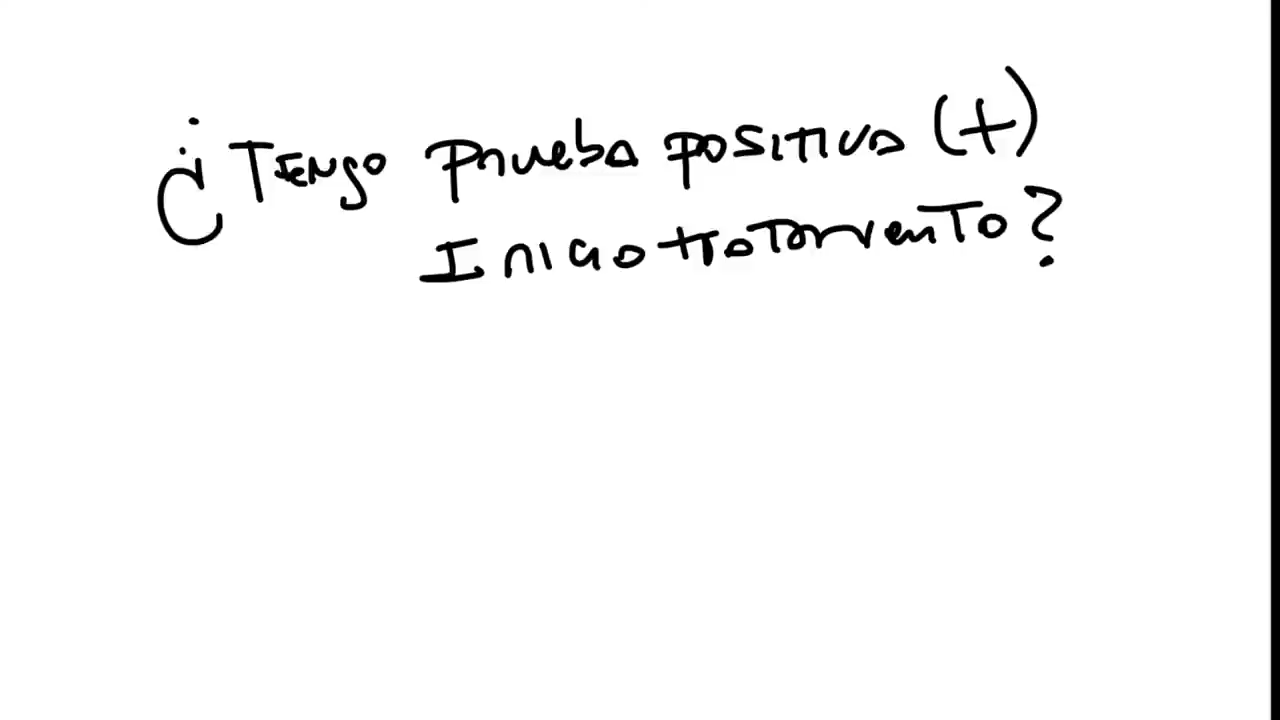 ¿Tengo prueba positiva (+)
Inicio tratamiento?